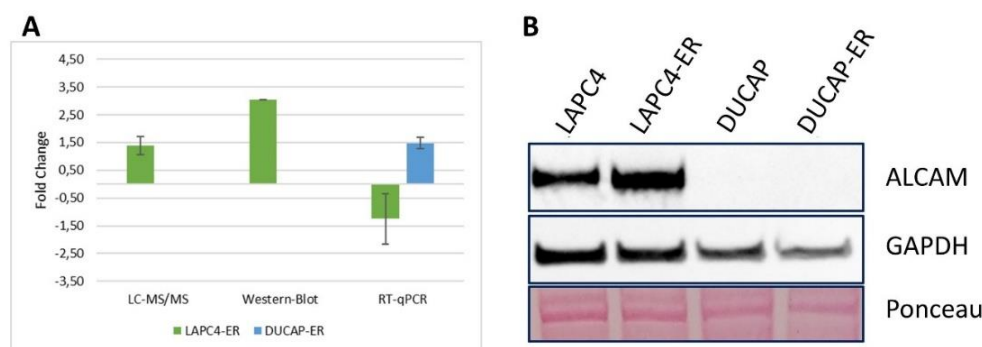 A
4,50
3,50
2,50
1,50
0,50
-0,50
-1,50
-2,50
-3,50
Fold Change
LC-MS/MS
Western-Blot
RT-qPCR
LAPC4-ER
DUCAP-ER
B
LAPC4
LAPC4-ER
DUCAP
DUCAP-ER
ALCAM
GAPDH
Ponceau